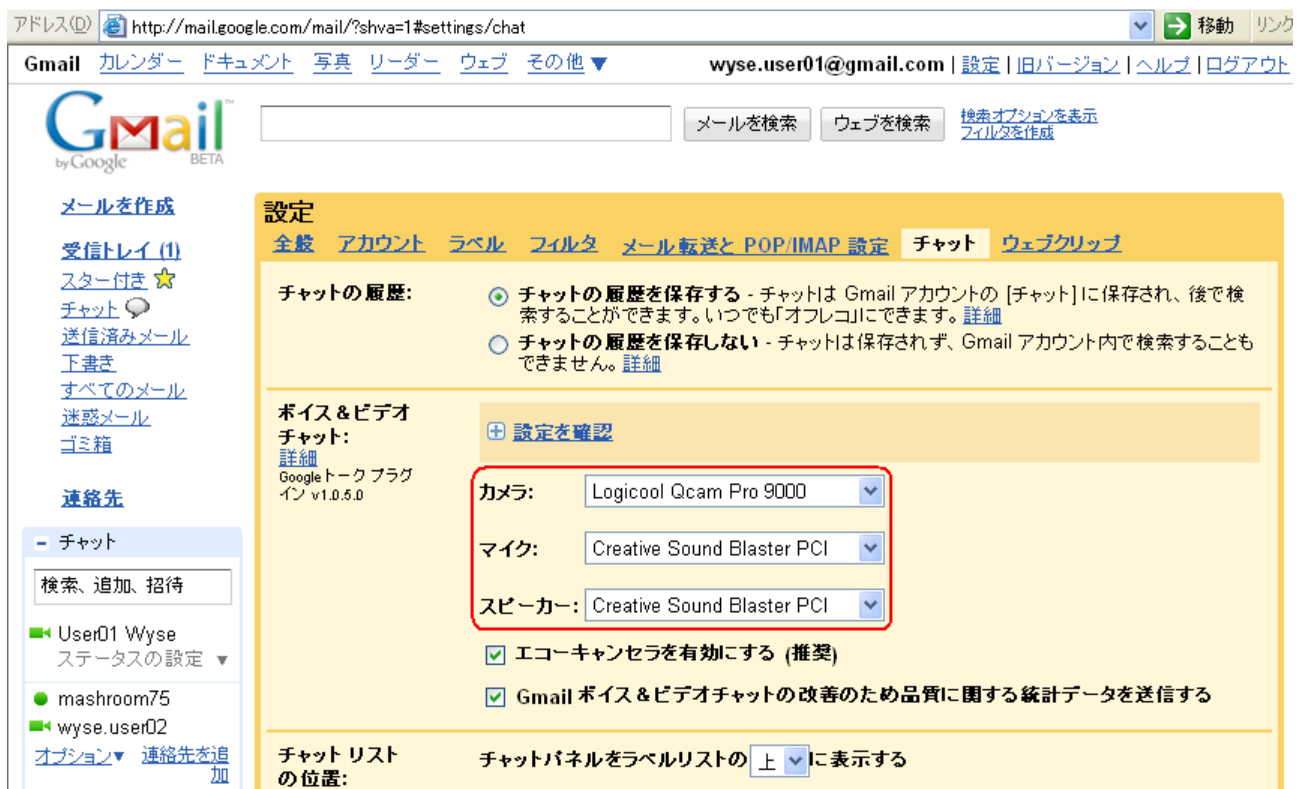 アドレス(D) http://mail.google.com/mail/?shva=1#settings/chat 移動 リンク
Gmail カレンダー ドキュメント 写真 リーダー ウェブ その他▼ wyse.user01@gmail.com | 設定 | 旧バージョン | ヘルプ | ログアウト
Gmail™
by Google BETA
メールを検索 ウェブを検索 検索オプションを表示
フィルタを作成
メールを作成
受信トレイ (1)
スター付き
チャット
送信済みメール
下書き
すべてのメール
迷惑メール
ゴミ箱
連絡先
チャット
検索、追加、招待
User01 Wyse
ステータスの設定 ▼
mashroom75
wyse.user02
オプション▼ 連絡先を追
加
設定
全般 アカウント ラベル フィルタ メール転送と POP/IMAP 設定 チャット ウェブクリップ
チャットの履歴:
チャットの履歴を保存する - チャットは Gmail アカウントの [チャット] に保存され、後で検
索することができます。いつでも「オフレコ」にできます。 詳細
チャットの履歴を保存しない - チャットは保存されず、Gmail アカウント内で検索することも
できません。 詳細
ボイス&ビデオ
チャット:
詳細
Googleトーク プラグ
イン v1.0.5.0
設定を確認
カメラ: Logicool Qcam Pro 9000
マイク: Creative Sound Blaster PCI
スピーカー: Creative Sound Blaster PCI
エコーキャンセラを有効にする (推奨)
Gmail ボイス&ビデオチャットの改善のため品質に関する統計データを送信する
チャット リスト
の位置:
チャットパネルをラベルリストの 上 に表示する